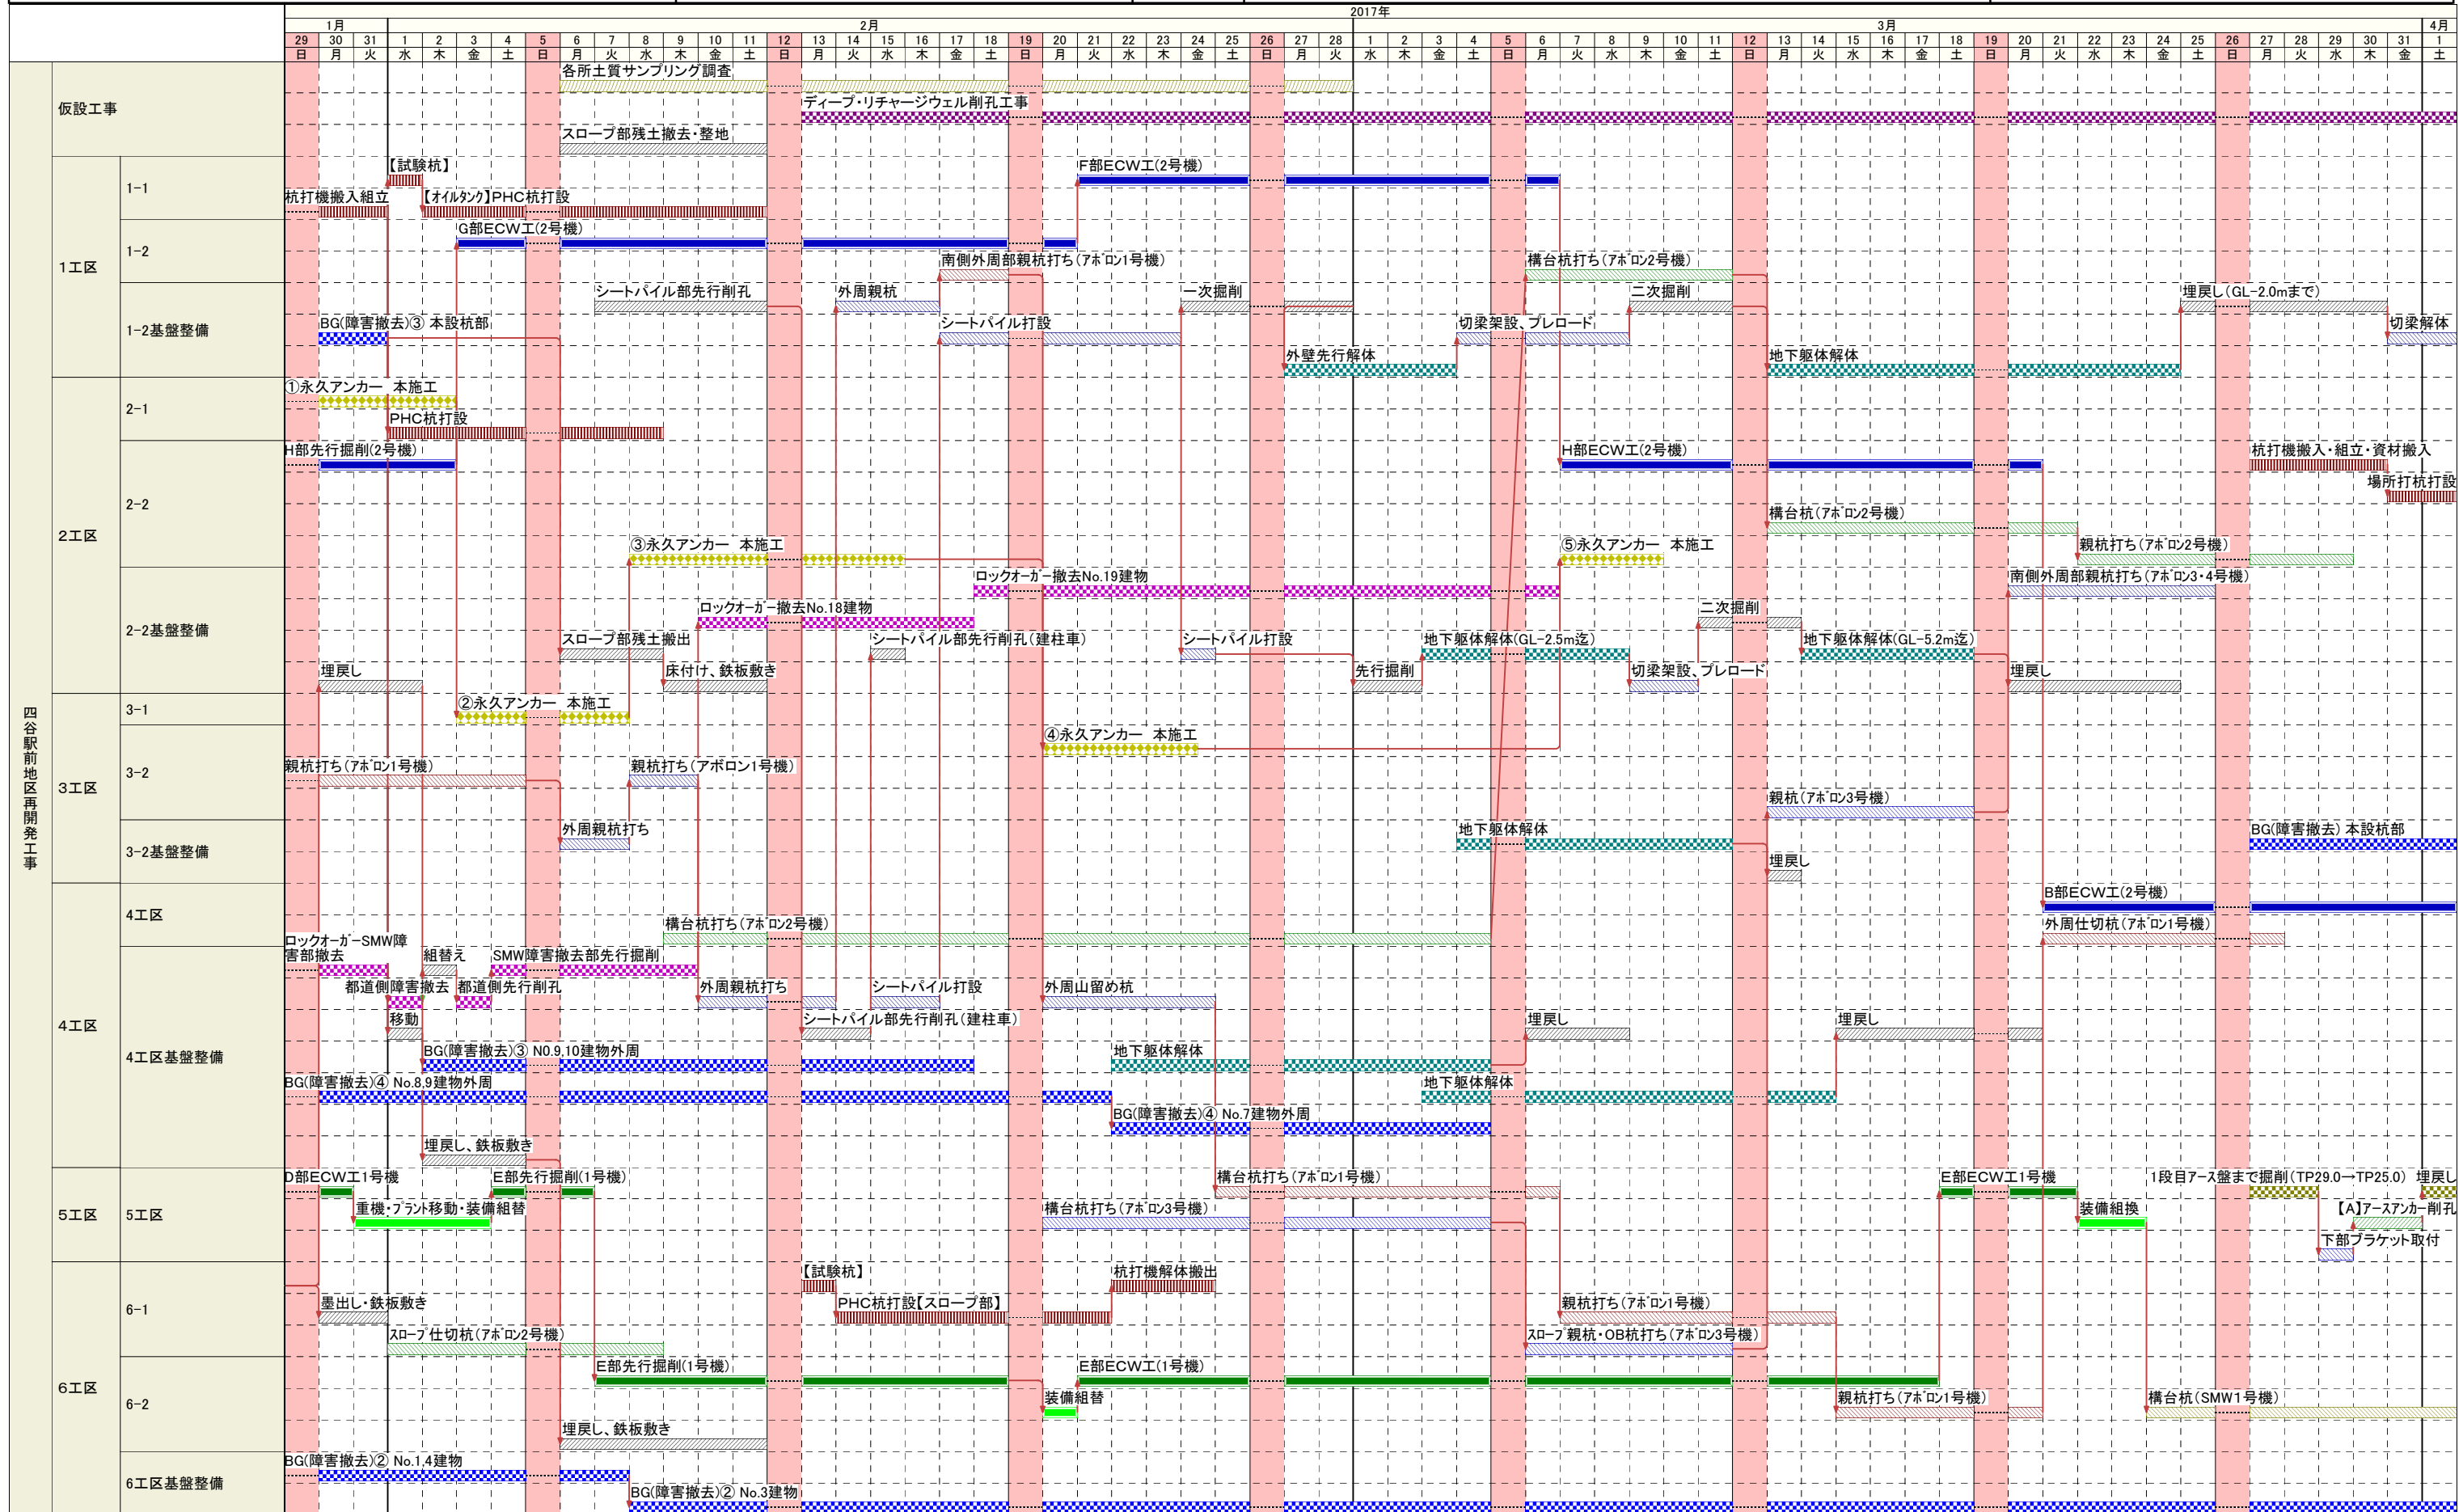 2017年
1月 2月 3月 4月
29 30 31 1 2 3 4 5 6 7 8 9 10 11 12 13 14 15 16 17 18 19 20 21 22 23 24 25 26 27 28 1 2 3 4 5 6 7 8 9 10 11 12 13 14 15 16 17 18 19 20 21 22 23 24 25 26 27 28 29 30 31 1
日 月 火 水 木 金 土 日 月 火 水 木 金 土 日 月 火 水 木 金 土 日 月 火 水 木 金 土 日 月 火 水 木 金 土 日 月 火 水 木 金 土 日 月 火 水 木 金 土 日 月 火 水 木 金 土 日 月 火 水 木 金 土
四谷駅前地区再開発工事
仮設工事
各所土質サンプリング調査
ディープ・リチャージウェル削孔工事
スロープ部残土撤去・整地
1工区
1-1
【試験杭】
F部ECW工(2号機)
杭打機搬入組立
【オイルタンク】PHC杭打設
1-2
G部ECW工(2号機)
南側外周部親杭打ち(アポロン1号機)
構台杭打ち(アポロン2号機)
1-2基盤整備
シートパイル部先行削孔
外周親杭
一次掘削
二次掘削
埋戻し(GL-2.0mまで)
BG(障害撤去)③ 本設杭部
シートパイル打設
切梁架設、プレロード
切梁解体
外壁先行解体
地下躯体解体
2工区
2-1
①永久アンカー 本施工
PHC杭打設
2-2
H部先行掘削(2号機)
H部ECW工(2号機)
杭打機搬入・組立・資材搬入
場所打杭打設
構台杭(アポロン2号機)
③永久アンカー 本施工
⑤永久アンカー 本施工
親杭打ち(アポロン2号機)
2-2基盤整備
ロックオーガー撤去No.19建物
南側外周部親杭打ち(アポロン3・4号機)
ロックオーガー撤去No.18建物
二次掘削
スロープ部残土搬出
シートパイル部先行削孔(建柱車)
シートパイル打設
地下躯体解体(GL-2.5m迄)
地下躯体解体(GL-5.2m迄)
埋戻し
床付け、鉄板敷き
先行掘削
切梁架設、プレロード
埋戻し
3工区
3-1
②永久アンカー 本施工
3-2
④永久アンカー 本施工
親杭打ち(アポロン1号機)
親杭打ち(アポロン1号機)
親杭(アポロン3号機)
3-2基盤整備
外周親杭打ち
地下躯体解体
BG(障害撤去) 本設杭部
埋戻し
4工区
4工区
B部ECW工(2号機)
構台杭打ち(アポロン2号機)
外周仕切杭(アポロン1号機)
4工区基盤整備
ロックオーガーSMW障
害部撤去
組替え
SMW障害撤去部先行掘削
都道側障害撤去
都道側先行削孔
外周親杭打ち
シートパイル打設
外周山留め杭
移動
シートパイル部先行削孔(建柱車)
埋戻し
埋戻し
BG(障害撤去)③ N0.9,10建物外周
地下躯体解体
BG(障害撤去)④ No.8,9建物外周
地下躯体解体
BG(障害撤去)④ No.7建物外周
埋戻し、鉄板敷き
5工区
5工区
D部ECW工1号機
E部先行掘削(1号機)
構台杭打ち(アポロン1号機)
E部ECW工1号機
1段目アース盤まで掘削(TP29.0→TP25.0)
埋戻し
重機・プラント移動・装備組替
構台杭打ち(アポロン3号機)
装備組換
【A】アースアンカー削孔
下部ブラケット取付
6工区
6-1
【試験杭】
杭打機解体搬出
墨出し・鉄板敷き
PHC杭打設【スロープ部】
親杭打ち(アポロン1号機)
スロープ仕切杭(アポロン2号機)
スロープ親杭・OB杭打ち(アポロン3号機)
6-2
E部先行掘削(1号機)
E部ECW工(1号機)
装備組替
親杭打ち(アポロン1号機)
構台杭(SMW1号機)
埋戻し、鉄板敷き
6工区基盤整備
BG(障害撤去)② No.1,4建物
BG(障害撤去)② No.3建物